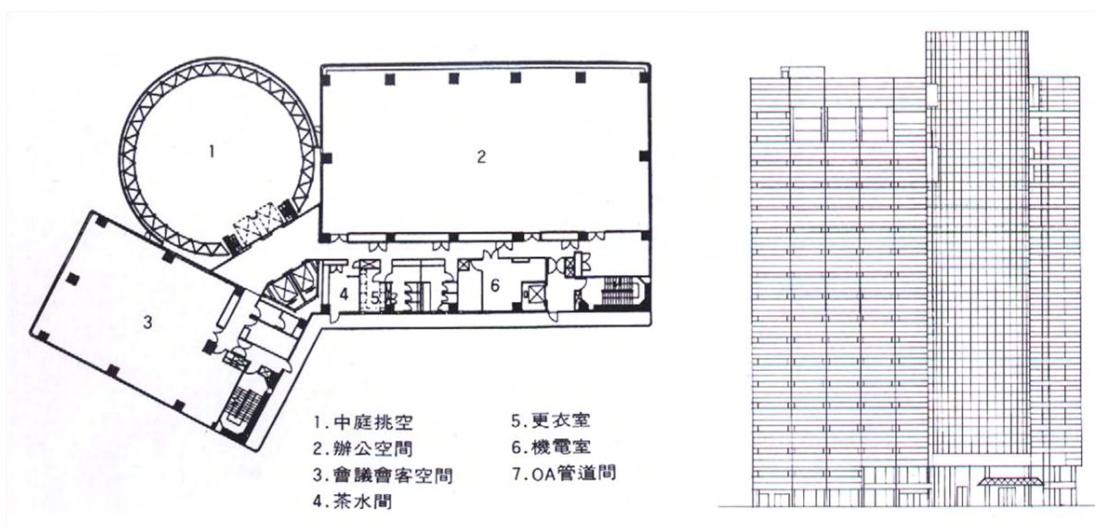 1
2
3
4
5
6
1.中庭挑空
2.辦公空間
3.會議會客空間
4.茶水間
5.更衣室
6.機電室
7.OA管道間